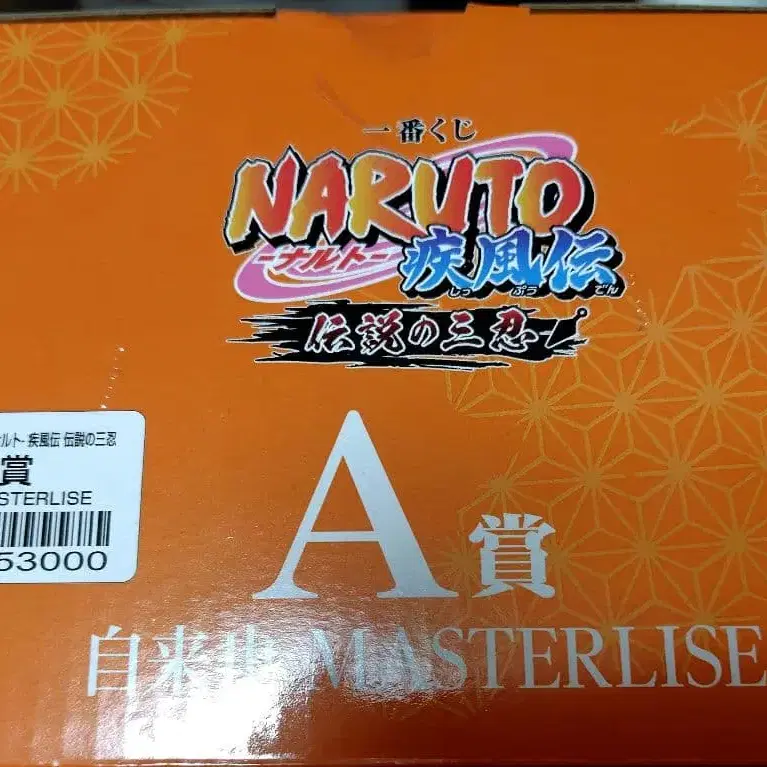 一番くじ
NARUTO
-ナルト-
疾風伝
しっ ぷう でん
伝説の三忍
ナルト- 疾風伝 伝説の三忍
賞
STERLISE
53000
A賞
自来也 MASTERLISE